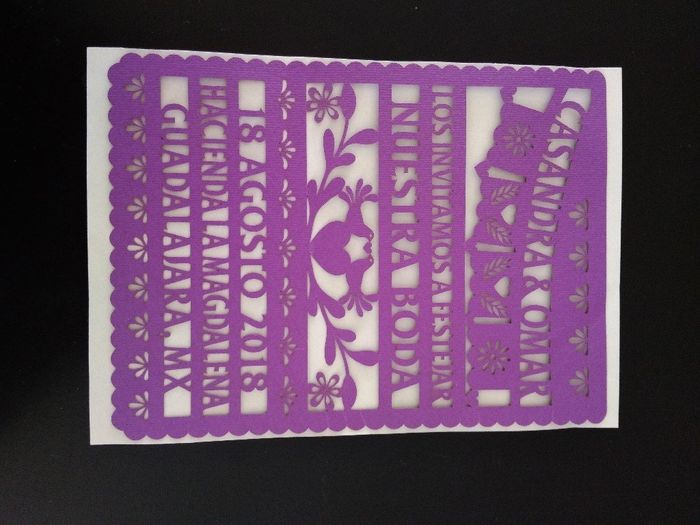 CASANDRA & OMAR
¡LOS INVITAMOS A FESTEJAR
NUESTRA BODA
18 AGOSTO 2018
HACIENDA LA MAGDALENA
GUADALAJARA, MX